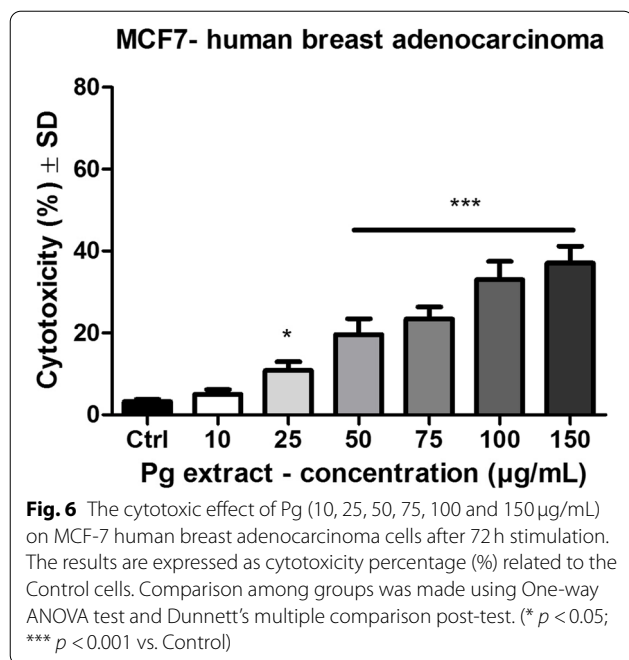 MCF7- human breast adenocarcinoma
Cytotoxicity (%) ± SD
80
60
40
20
0
***
*
Ctrl 10 25 50 75 100 150
Pg extract - concentration (µg/mL)
Fig. 6 The cytotoxic effect of Pg (10, 25, 50, 75, 100 and 150 µg/mL)
on MCF-7 human breast adenocarcinoma cells after 72 h stimulation.
The results are expressed as cytotoxicity percentage (%) related to the
Control cells. Comparison among groups was made using One-way
ANOVA test and Dunnett's multiple comparison post-test. (* p < 0.05;
*** p < 0.001 vs. Control)